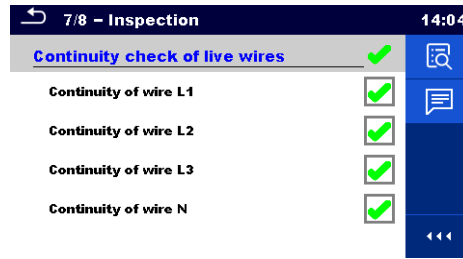 7/8 – Inspection 14:04
Continuity check of live wires
Continuity of wire L1
Continuity of wire L2
Continuity of wire L3
Continuity of wire N